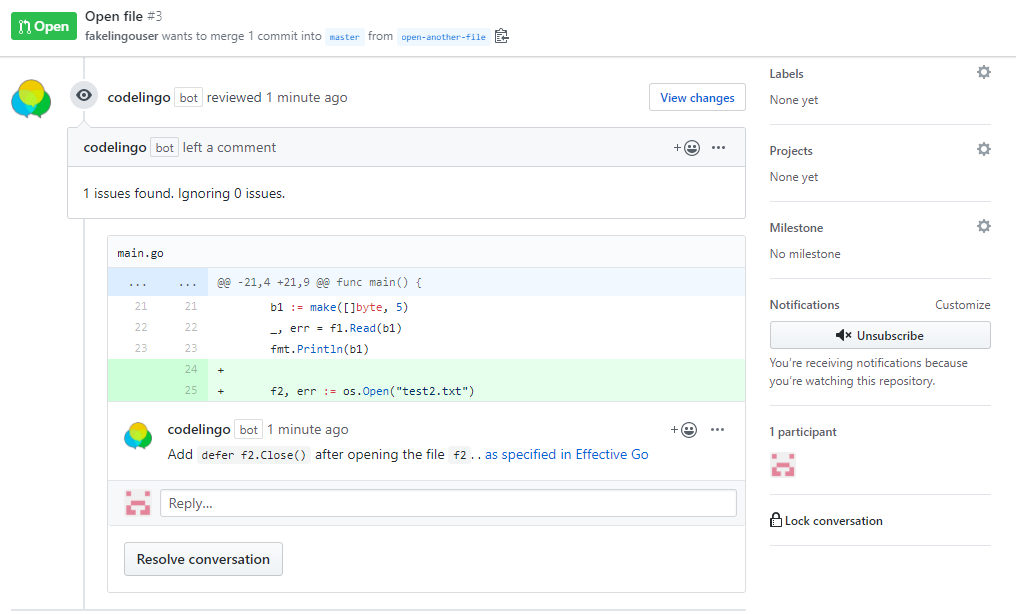 Open
Open file #3
fakelingouser wants to merge 1 commit into master from open-another-file
codelingo bot reviewed 1 minute ago
View changes
codelingo bot left a comment
+
...
1 issues found. Ignoring 0 issues.
main.go
... ... @@ -21,4 +21,9 @@ func main() {
21 21 b1 := make([]byte, 5)
22 22 _, err = f1.Read(b1)
23 23 fmt.Println(b1)
24 +
25 + f2, err := os.Open("test2.txt")
codelingo bot 1 minute ago
+
...
Add defer f2.Close() after opening the file f2 .. as specified in Effective Go
Reply...
Resolve conversation
Labels
None yet
Projects
None yet
Milestone
No milestone
Notifications
Customize
Unsubscribe
You're receiving notifications because
you're watching this repository.
1 participant
Lock conversation